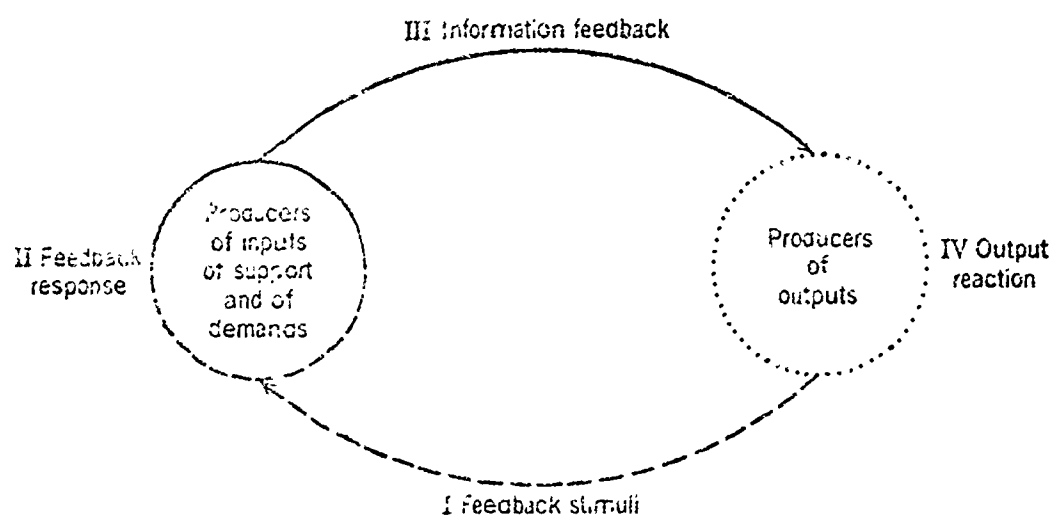 III Information feedback
Producers
of inputs
of support
and of
demands
II Feedback
response
Producers
of
outputs
IV Output
reaction
I Feedback stimuli